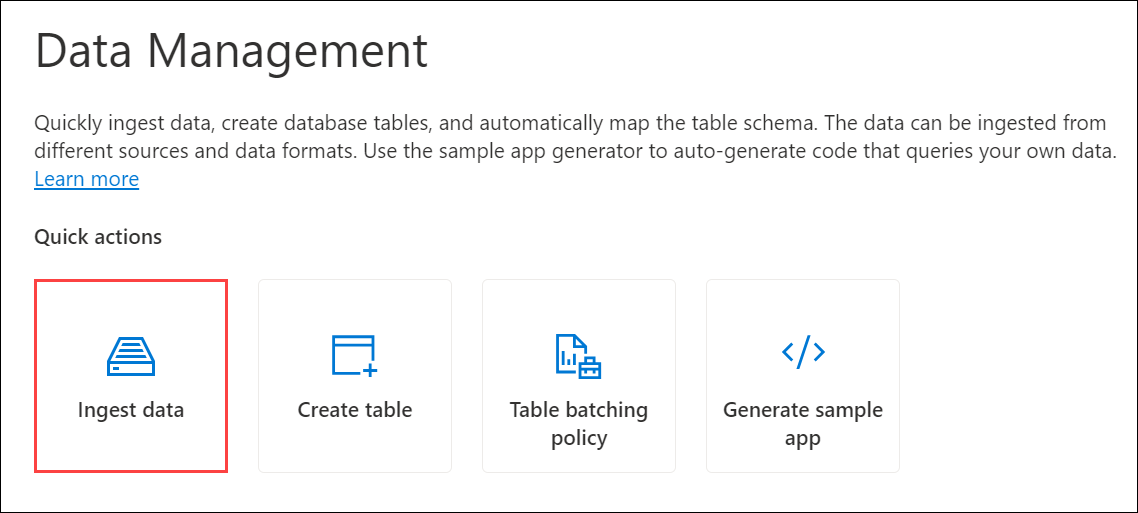 Data Management
Quickly ingest data, create database tables, and automatically map the table schema. The data can be ingested from
different sources and data formats. Use the sample app generator to auto-generate code that queries your own data.
Learn more
Quick actions
Ingest data
Create table
Table batching
policy
Generate sample
app